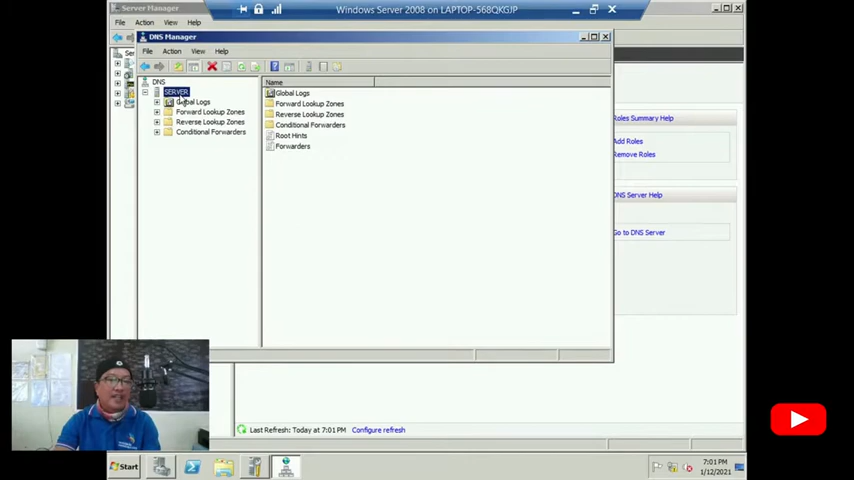 Server Manager
Windows Server 2008 on LAPTOP-568QKGJP
File Action View Help
DNS Manager
File Action View Help
DNS
SERVER
Global Logs
Forward Lookup Zones
Reverse Lookup Zones
Conditional Forwarders
Name
Global Logs
Forward Lookup Zones
Reverse Lookup Zones
Conditional Forwarders
Root Hints
Forwarders
Roles Summary Help
Add Roles
Remove Roles
DNS Server Help
Go to DNS Server
Last Refresh: Today at 7:01 PM Configure refresh
Start
7:01 PM
1/12/2021